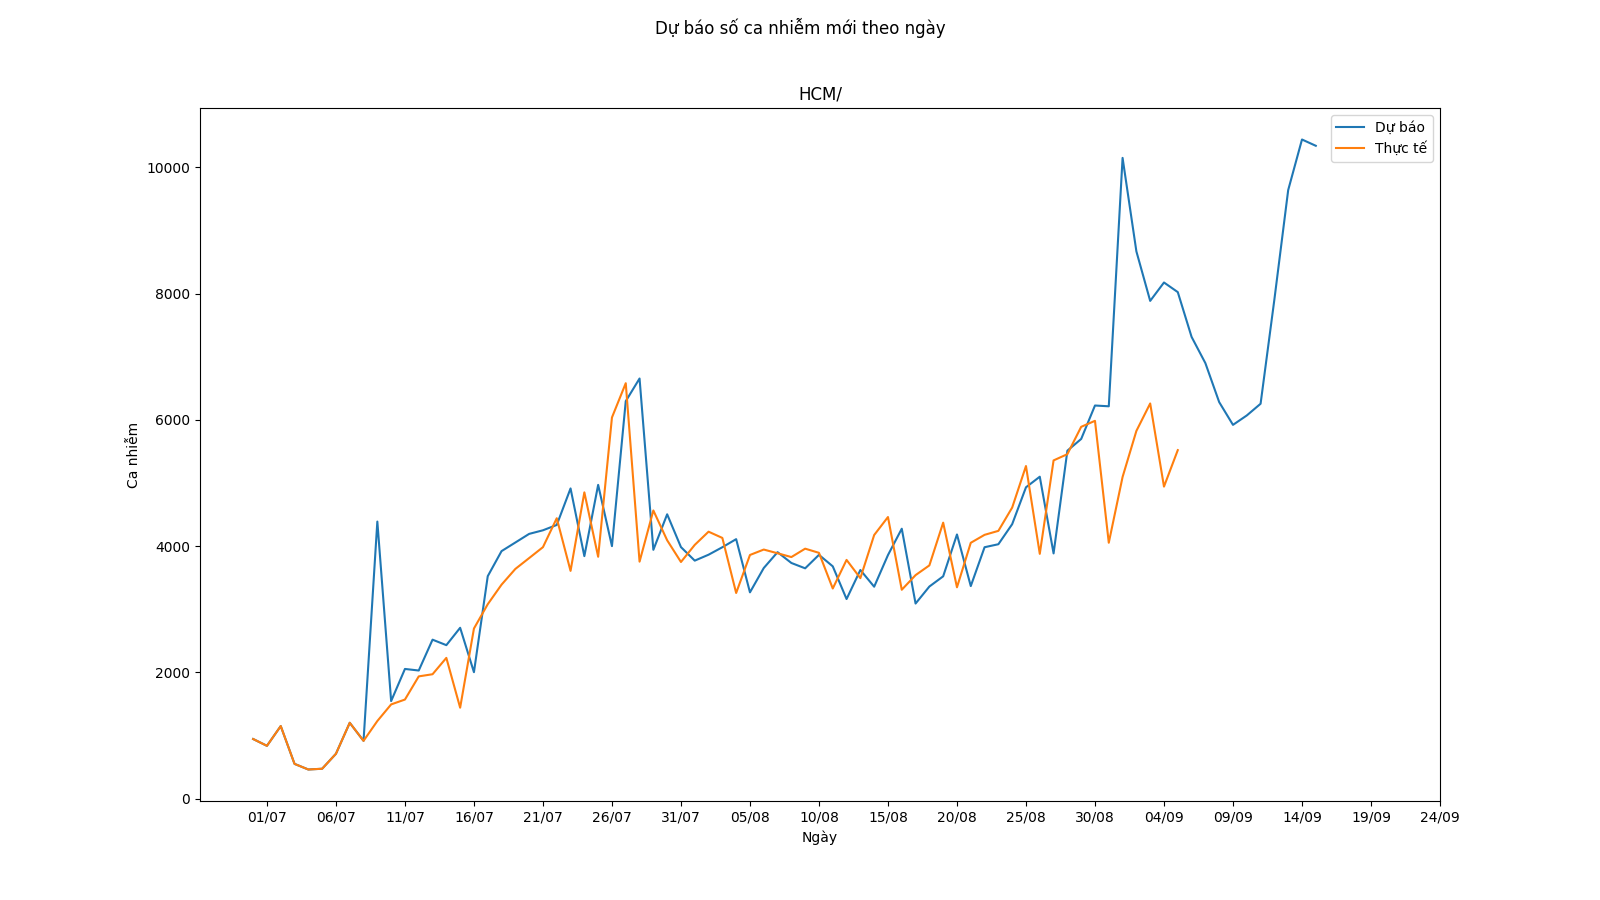 Dự báo số ca nhiễm mới theo ngày
HCM/
Dự báo
Thực tế
10000
8000
6000
4000
2000
0
Ca nhiễm
01/07 06/07 11/07 16/07 21/07 26/07 31/07 05/08 10/08 15/08 20/08 25/08 30/08 04/09 09/09 14/09 19/09 24/09
Ngày